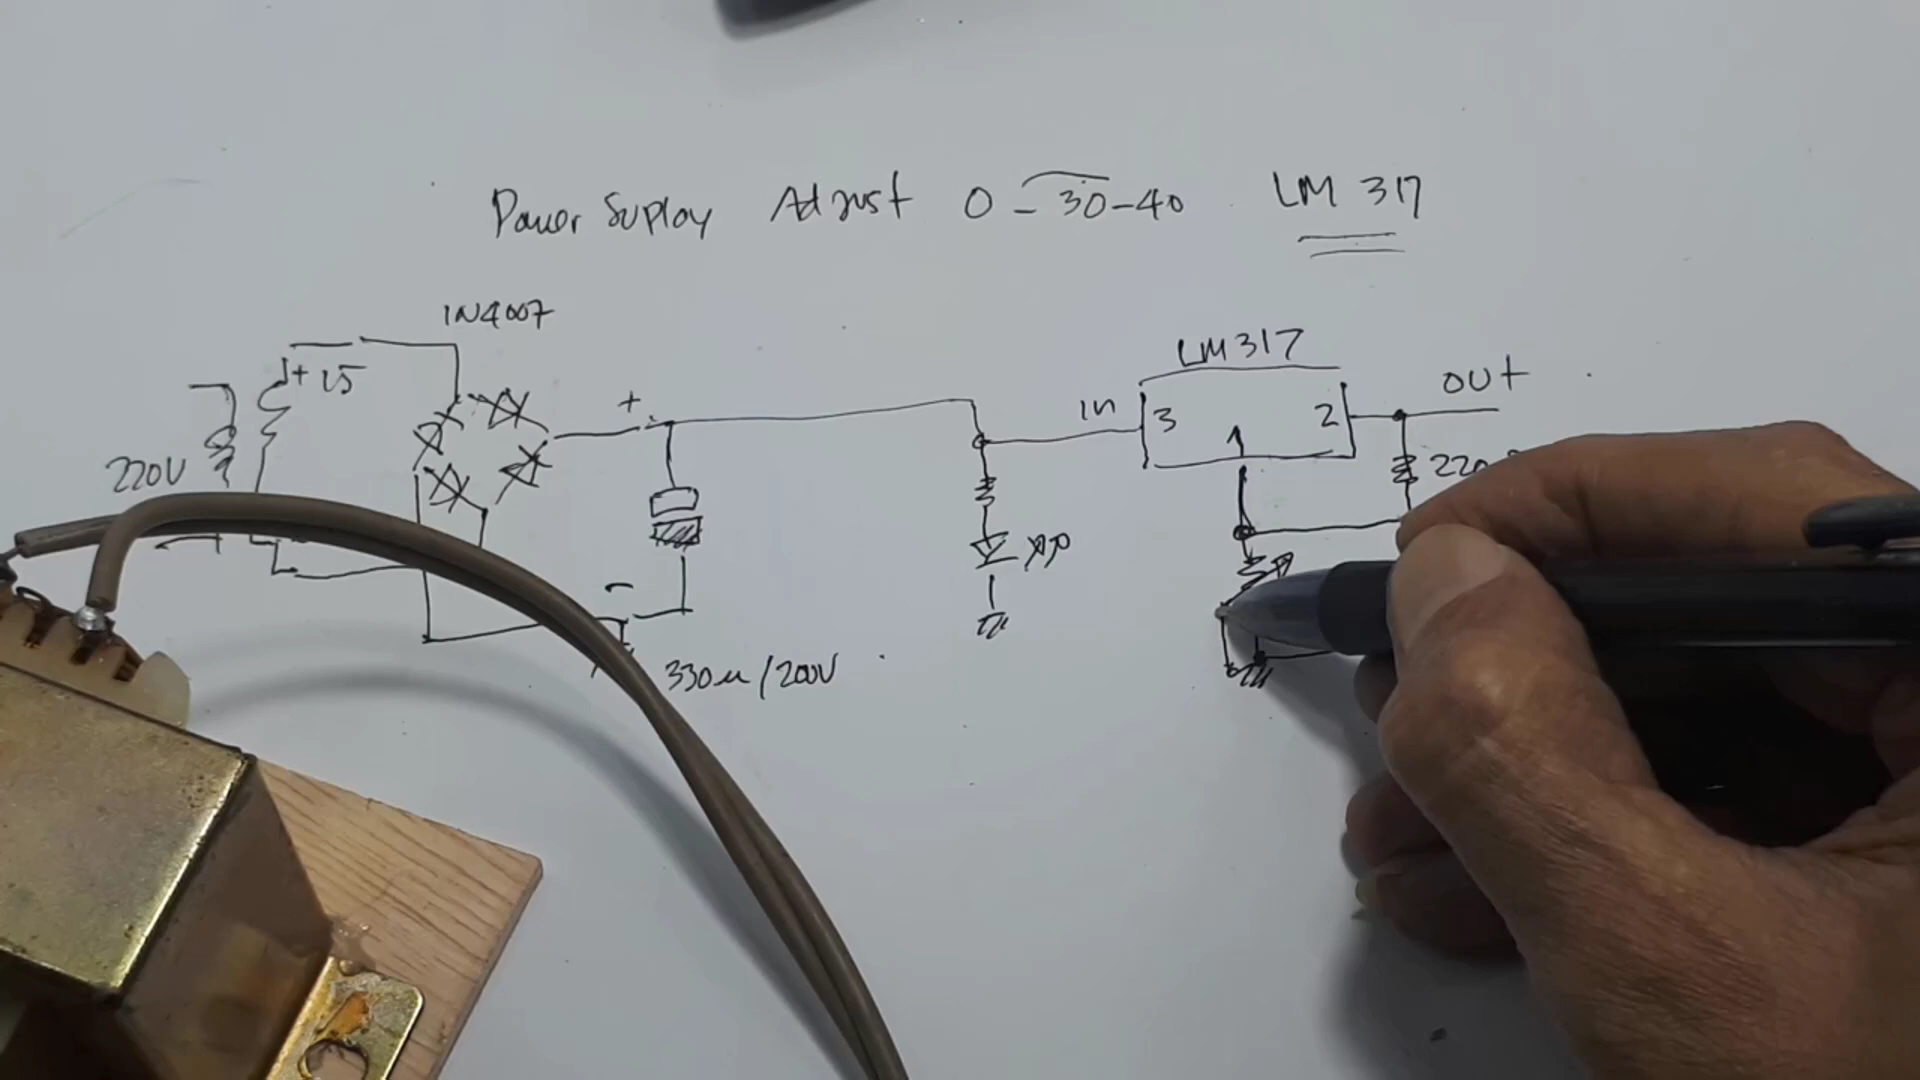 Power Suplay Adjust 0 - 30-40 LM 317
1N4007
LM317
+ 15
+
in
3
1
2
out
220V
220
-
330u/200V